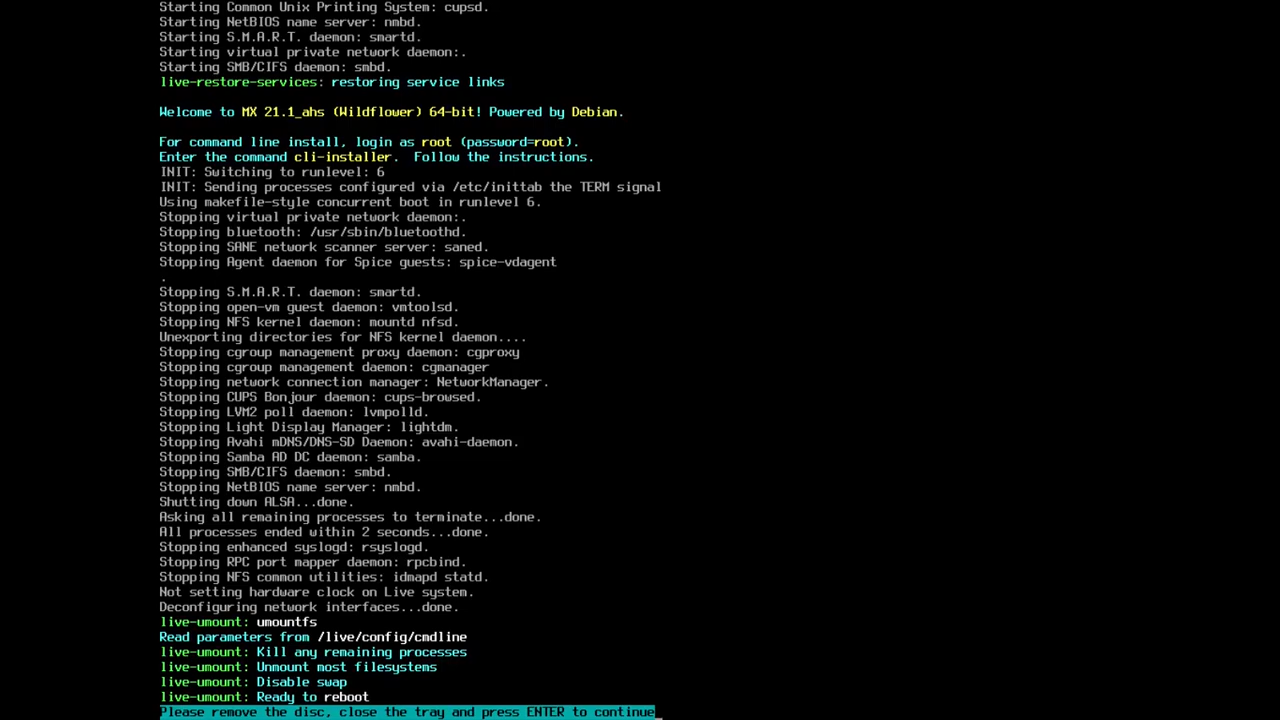 Starting Common Unix Printing System: cupsd.
Starting NetBIOS name server: nmbd.
Starting S.M.A.R.T. daemon: smartd.
Starting virtual private network daemon:.
Starting SMB/CIFS daemon: smbd.
live-restore-services: restoring service links
Welcome to MX 21.1_ahs (Wildflower) 64-bit! Powered by Debian.
For command line install, login as root (password=root).
Enter the command cli-installer.  Follow the instructions.
INIT: Switching to runlevel: 6
INIT: Sending processes configured via /etc/inittab the TERM signal
Using makefile-style concurrent boot in runlevel 6.
Stopping virtual private network daemon:.
Stopping bluetooth: /usr/sbin/bluetoothd.
Stopping SANE network scanner server: saned.
Stopping Agent daemon for Spice guests: spice-vdagent
.
Stopping S.M.A.R.T. daemon: smartd.
Stopping open-vm guest daemon: vmtoolsd.
Stopping NFS kernel daemon: mountd nfsd.
Unexporting directories for NFS kernel daemon....
Stopping cgroup management proxy daemon: cgproxy
Stopping cgroup management daemon: cgmanager
Stopping network connection manager: NetworkManager.
Stopping CUPS Bonjour daemon: cups-browsed.
Stopping LVM2 poll daemon: lvmpolld.
Stopping Light Display Manager: lightdm.
Stopping Avahi mDNS/DNS-SD Daemon: avahi-daemon.
Stopping Samba AD DC daemon: samba.
Stopping SMB/CIFS daemon: smbd.
Stopping NetBIOS name server: nmbd.
Shutting down ALSA...done.
Asking all remaining processes to terminate...done.
All processes ended within 2 seconds...done.
Stopping enhanced syslogd: rsyslogd.
Stopping RPC port mapper daemon: rpcbind.
Stopping NFS common utilities: idmapd statd.
Not setting hardware clock on Live system.
Deconfiguring network interfaces...done.
live-umount: umountfs
Read parameters from /live/config/cmdline
live-umount: Kill any remaining processes
live-umount: Unmount most filesystems
live-umount: Disable swap
live-umount: Ready to reboot
Please remove the disc, close the tray and press ENTER to continue